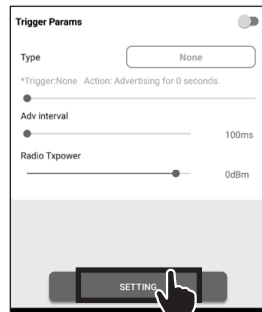 Trigger Params
Type None
*Trigger:None Action: Advertising for 0 seconds.
Adv interval
100ms
Radio Txpower
0dBm
SETTING